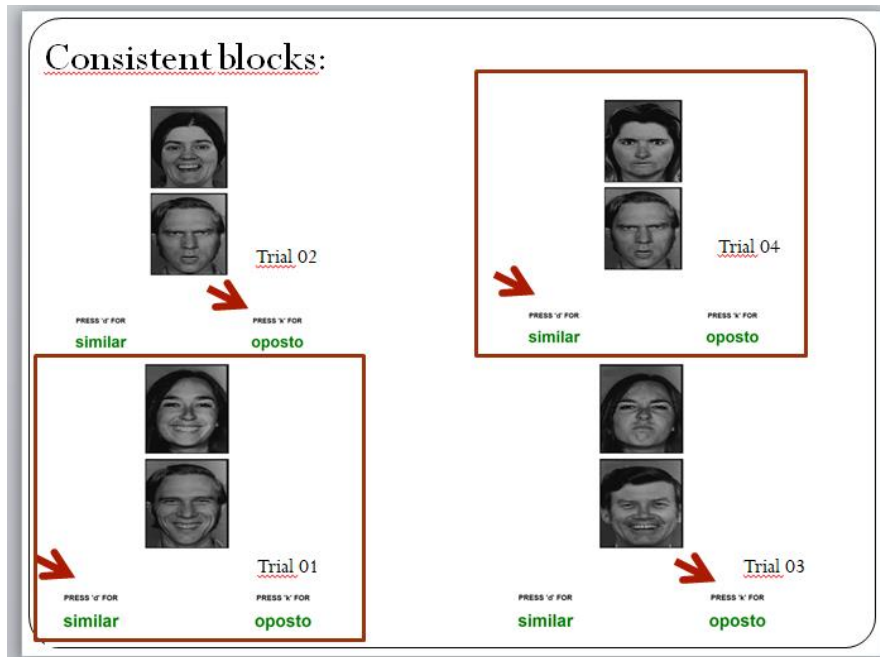 Consistent blocks:
Trial 02
PRESS 'd' FOR PRESS 'k' FOR
similar oposto
Trial 04
PRESS 'd' FOR PRESS 'k' FOR
similar oposto
Trial 01
PRESS 'd' FOR PRESS 'k' FOR
similar oposto
Trial 03
PRESS 'd' FOR PRESS 'k' FOR
similar oposto